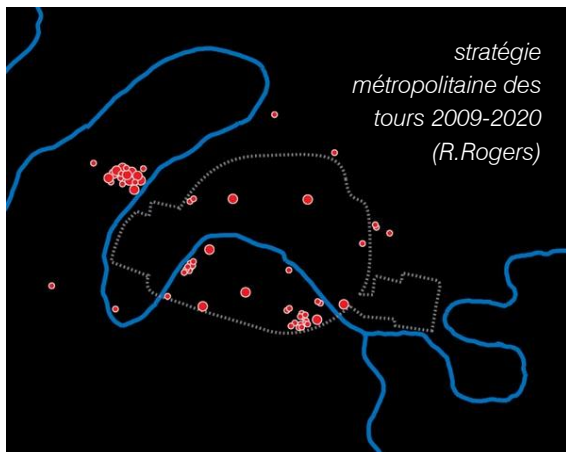 stratégie
métropolitaine des
tours 2009-2020
(R.Rogers)